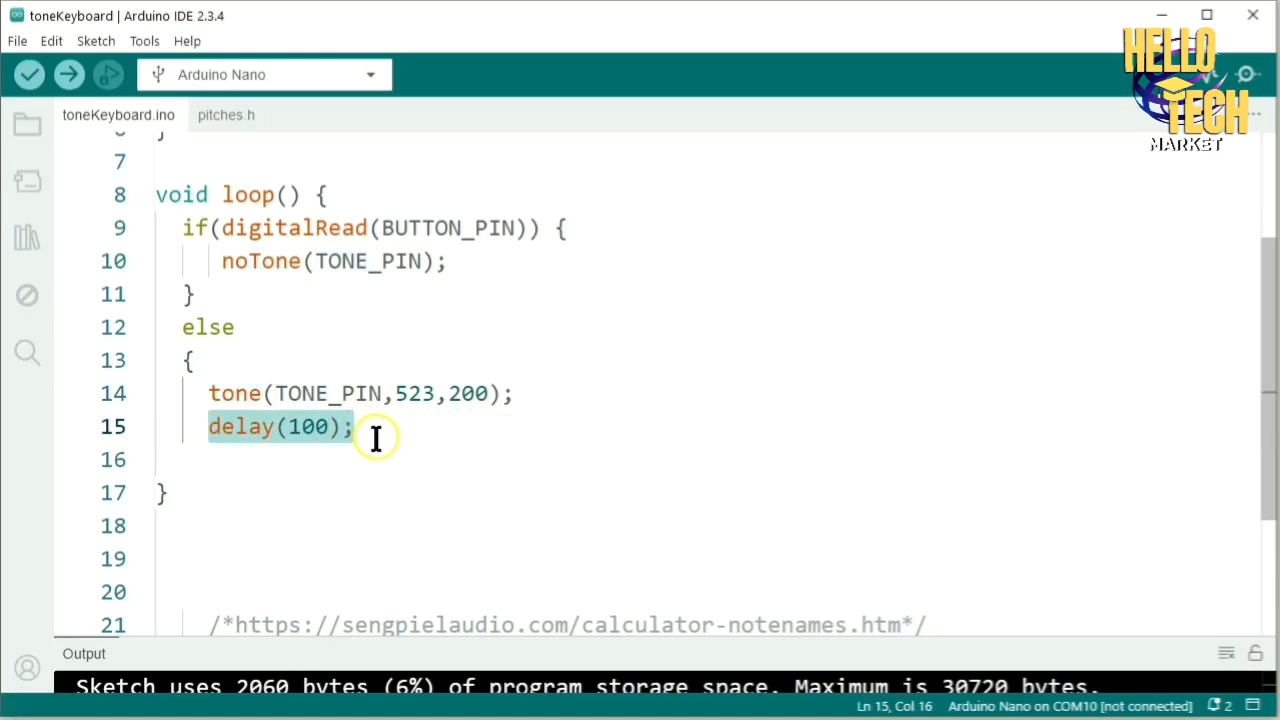 toneKeyboard | Arduino IDE 2.3.4
File Edit Sketch Tools Help
Arduino Nano
HELLO
TECH
MARKET
toneKeyboard.ino pitches.h
7
8 void loop() {
9 if(digitalRead(BUTTON_PIN)) {
10 noTone(TONE_PIN);
11 }
12 else
13 {
14 tone(TONE_PIN,523,200);
15 delay(100);
16
17 }
18
19
20
21 /*https://sengpielaudio.com/calculator-notenames.htm*/
Output
Sketch uses 2060 bytes (6%) of program storage space. Maximum is 30720 bytes.
Ln 15, Col 16 Arduino Nano on COM10 [not connected] 2